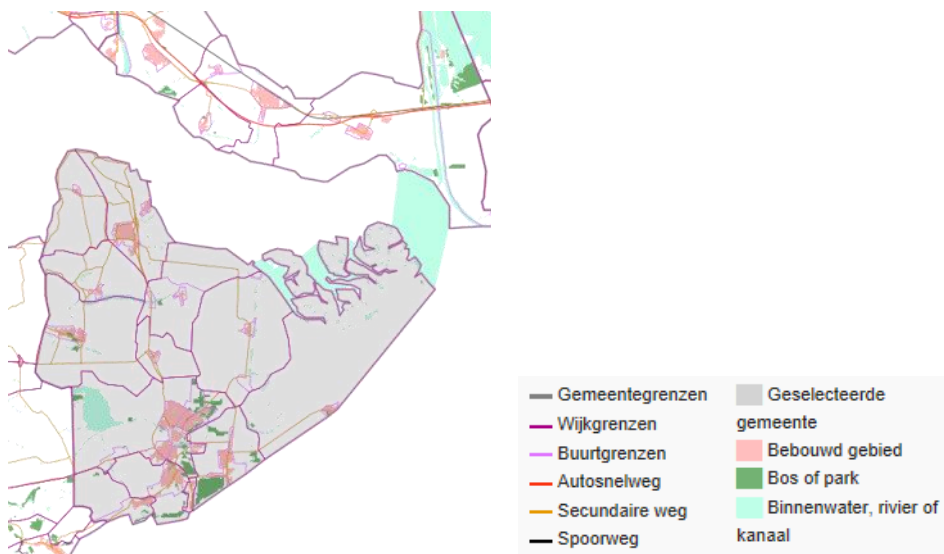 Gemeentegrenzen
Wijkgrenzen
Buurtgrenzen
Autosnelweg
Secundaire weg
Spoorweg
Geselecteerde
gemeente
Bebouwd gebied
Bos of park
Binnenwater, rivier of
kanaal